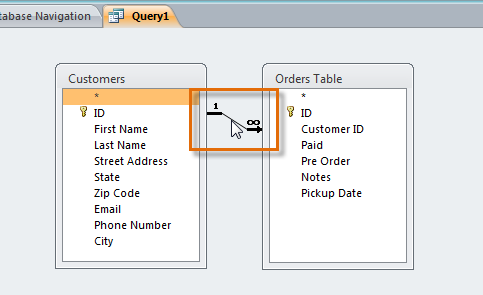 tabase Navigation
Query1
Customers
*
ID
First Name
Last Name
Street Address
State
Zip Code
Email
Phone Number
City
1
∞
Orders Table
*
ID
Customer ID
Paid
Pre Order
Notes
Pickup Date